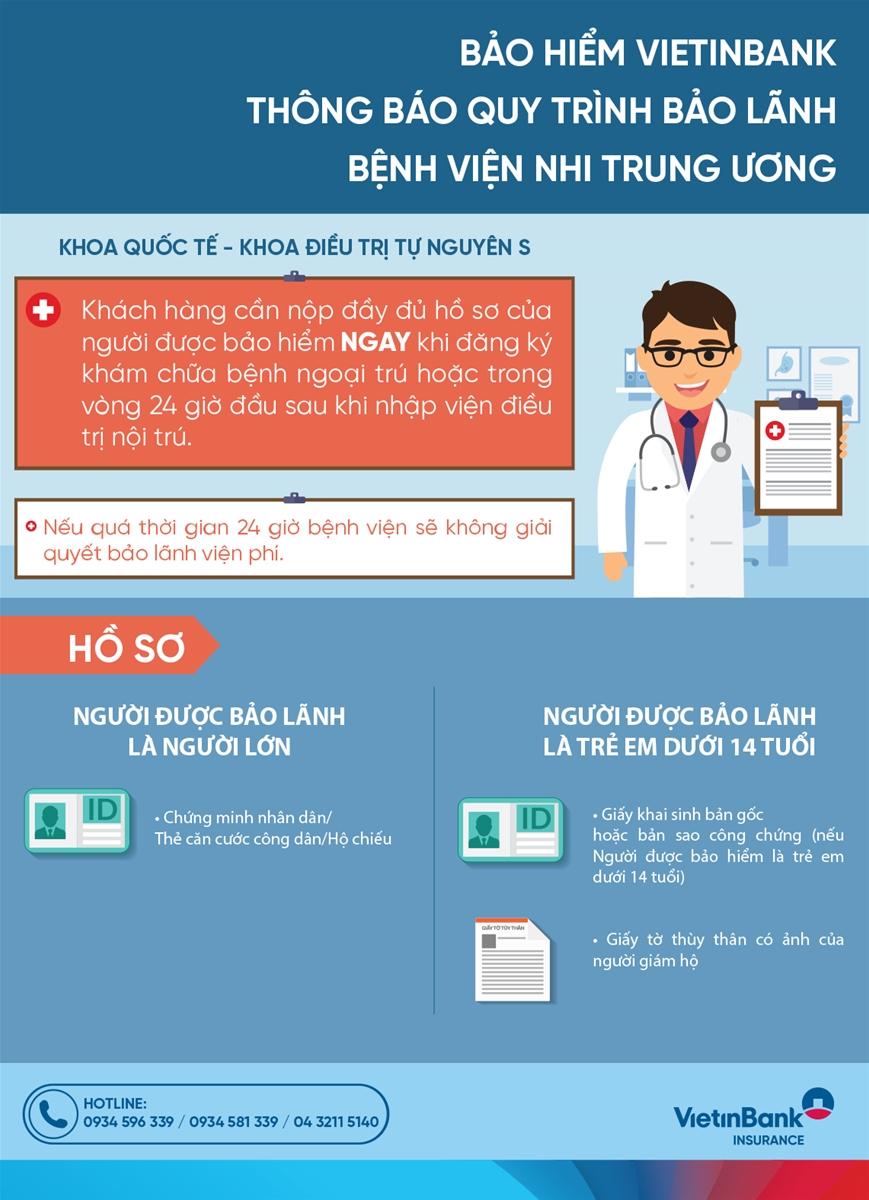 BẢO HIỂM VIETINBANK
THÔNG BÁO QUY TRÌNH BẢO LÃNH
BỆNH VIỆN NHI TRUNG ƯƠNG
KHOA QUỐC TẾ - KHOA ĐIỀU TRỊ TỰ NGUYÊN S
Khách hàng cần nộp đầy đủ hồ sơ của
người được bảo hiểm NGAY khi đăng ký
khám chữa bệnh ngoại trú hoặc trong
vòng 24 giờ đầu sau khi nhập viện điều
trị nội trú.
Nếu quá thời gian 24 giờ bệnh viện sẽ không giải
quyết bảo lãnh viện phí.
HỒ SƠ
NGƯỜI ĐƯỢC BẢO LÃNH
LÀ NGƯỜI LỚN
ID
• Chứng minh nhân dân/
Thẻ căn cước công dân/Hộ chiếu
NGƯỜI ĐƯỢC BẢO LÃNH
LÀ TRẺ EM DƯỚI 14 TUỔI
ID
• Giấy khai sinh bản gốc
hoặc bản sao công chứng (nếu
Người được bảo hiểm là trẻ em
dưới 14 tuổi)
GIẤY TỜ TÙY THÂN
• Giấy tờ thùy thân có ảnh của
người giám hộ
HOTLINE:
0934 596 339 / 0934 581 339 / 04 3211 5140
VietinBank
INSURANCE